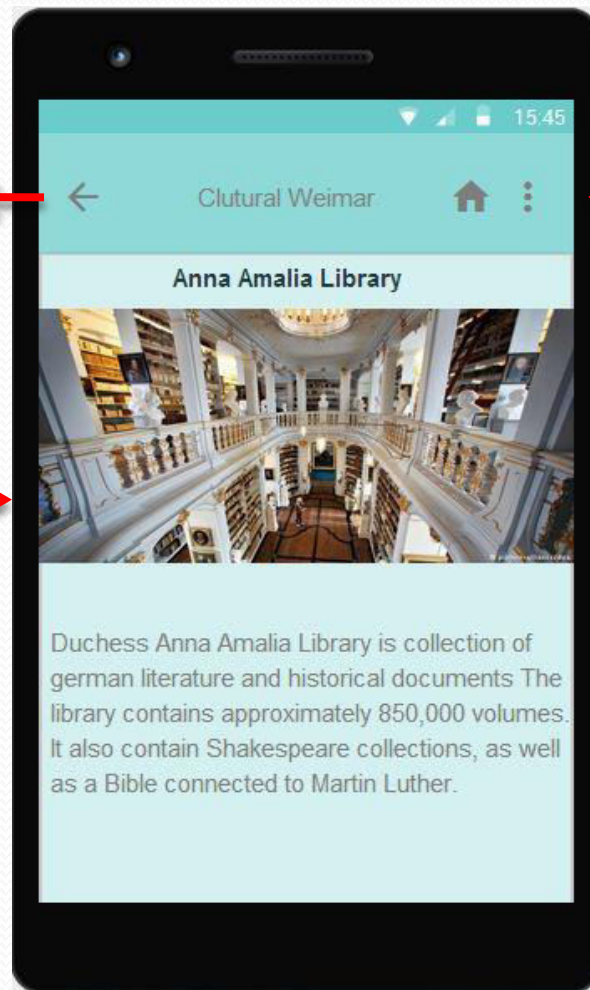 15.45
Clutural Weimar
Anna Amalia Library
Duchess Anna Amalia Library is collection of
german literature and historical documents The
library contains approximately 850,000 volumes.
It also contain Shakespeare collections, as well
as a Bible connected to Martin Luther.